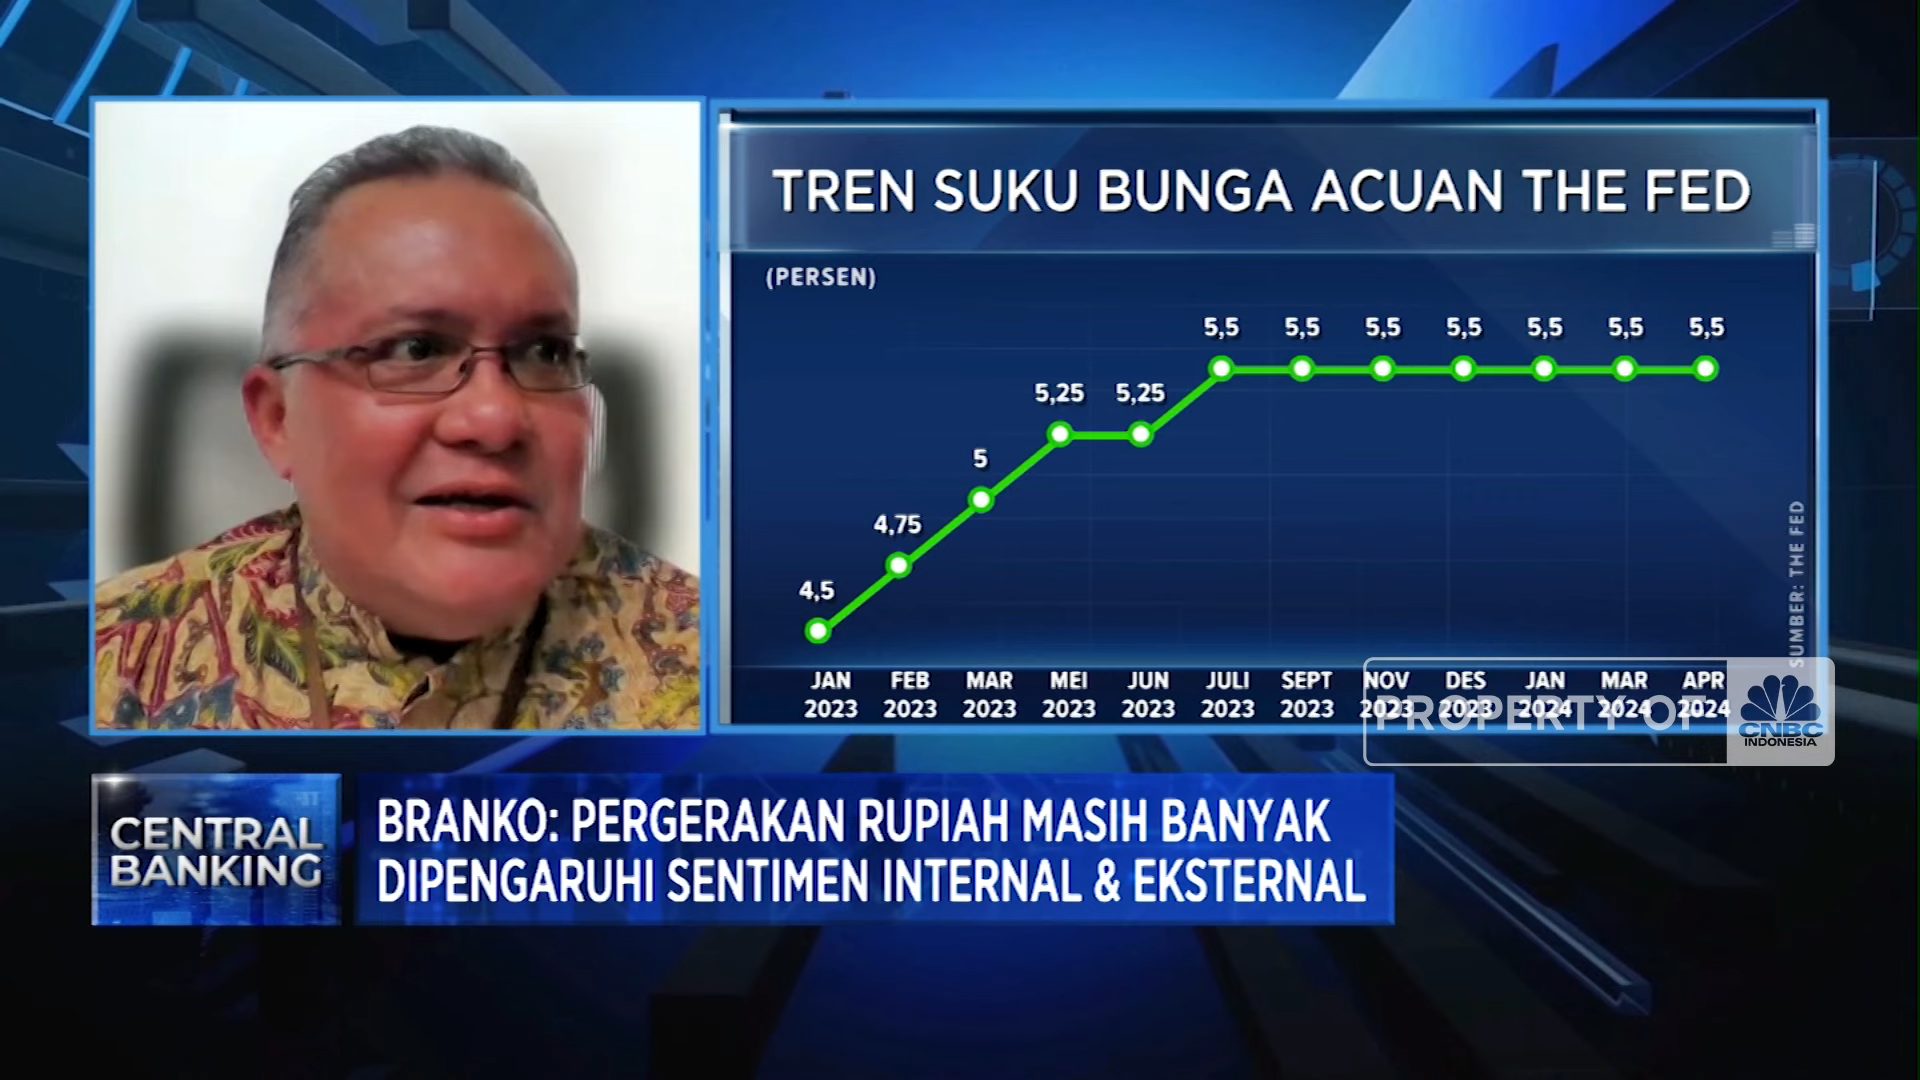 TREN SUKU BUNGA ACUAN THE FED
(PERSEN)
4,5
4,75
5
5,25
5,25
5,5
5,5
5,5
5,5
5,5
5,5
5,5
JAN 2023
FEB 2023
MAR 2023
MEI 2023
JUN 2023
JULI 2023
SEPT 2023
NOV 2023
DES 2023
JAN 2024
MAR 2024
APR 2024
SUMBER: THE FED
PROPERTY OF
CNBC
INDONESIA
CENTRAL
BANKING
BRANKO: PERGERAKAN RUPIAH MASIH BANYAK
DIPENGARUHI SENTIMEN INTERNAL & EKSTERNAL